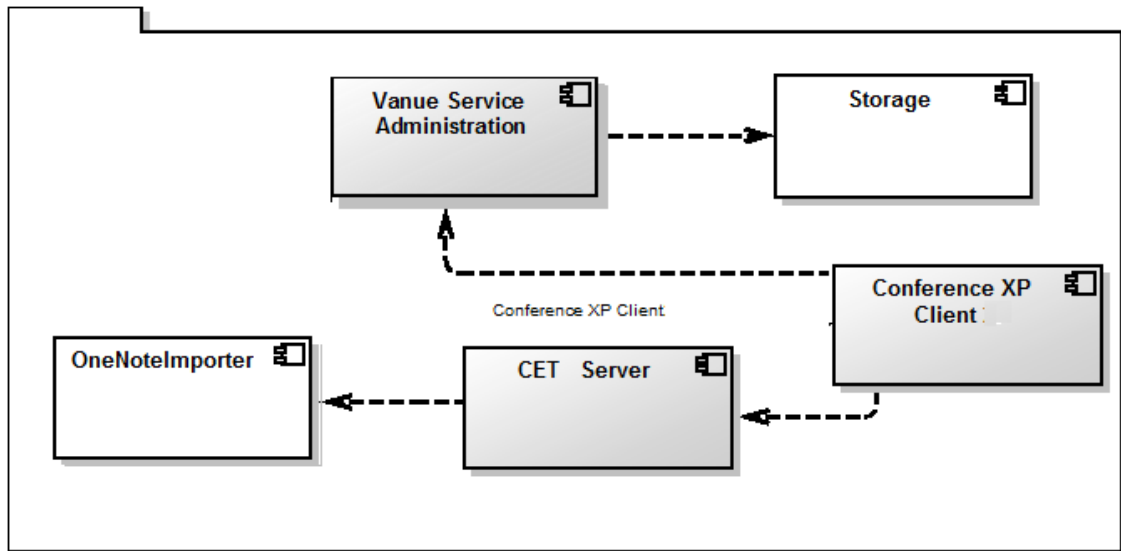 Vanue Service
Administration
Storage
Conference XP
Client
Conference XP Client
OneNoteImporter
CET Server